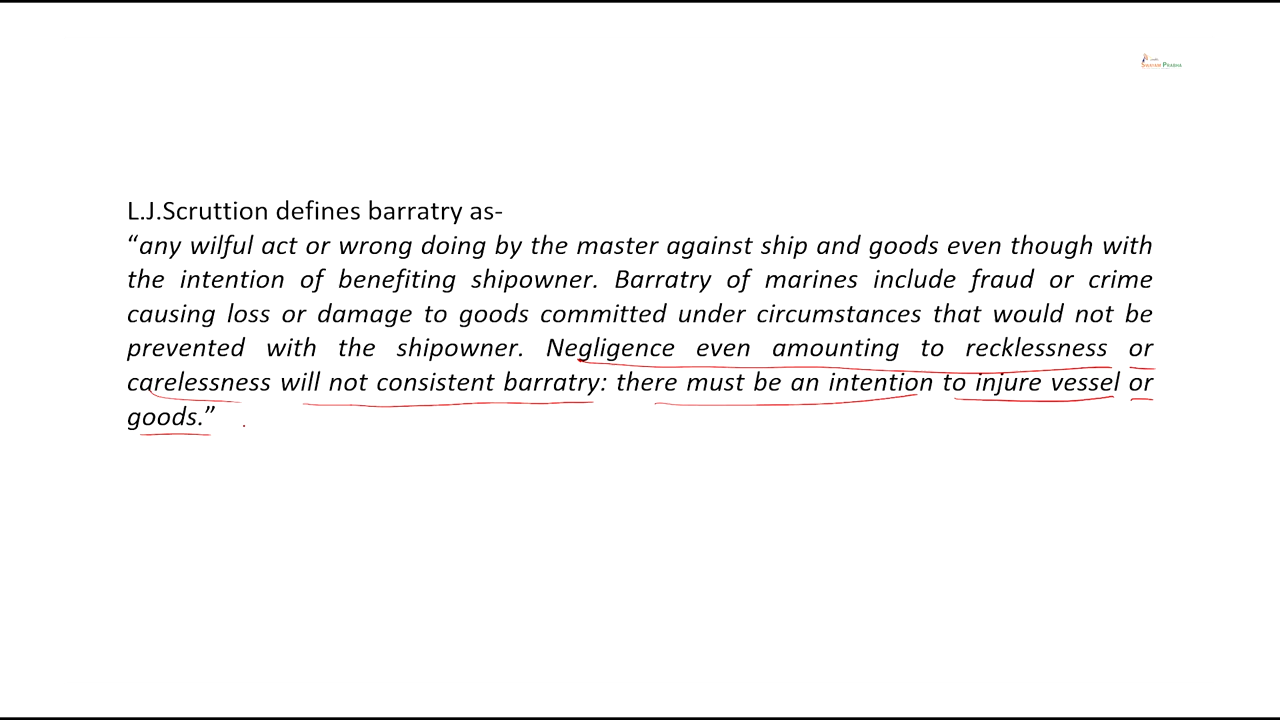 SWAYAM PRABHA
L.J.Scruttion defines barratry as-
“any wilful act or wrong doing by the master against ship and goods even though with
the intention of benefiting shipowner. Barratry of marines include fraud or crime
causing loss or damage to goods committed under circumstances that would not be
prevented with the shipowner. Negligence even amounting to recklessness or
carelessness will not consistent barratry: there must be an intention to injure vessel or
goods.”